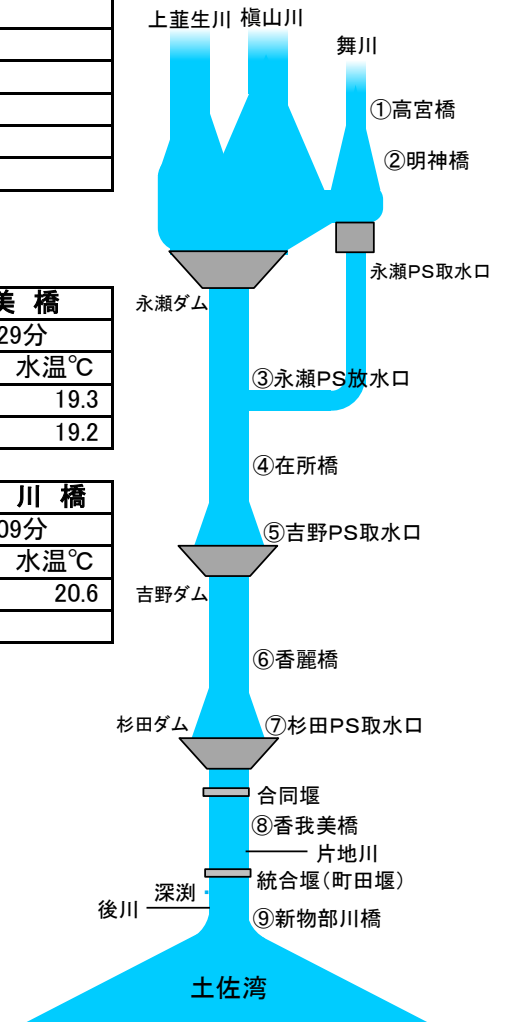 上韮生川
槇山川
舞川
①高宮橋
②明神橋
永瀬PS取水口
永瀬ダム
美 橋
29分
水温℃
19.3
19.2
③永瀬PS放水口
④在所橋
川 橋
09分
水温℃
20.6
⑤吉野PS取水口
吉野ダム
⑥香麗橋
杉田ダム
⑦杉田PS取水口
合同堰
⑧香我美橋
片地川
統合堰(町田堰)
深渕
後川
⑨新物部川橋
土佐湾